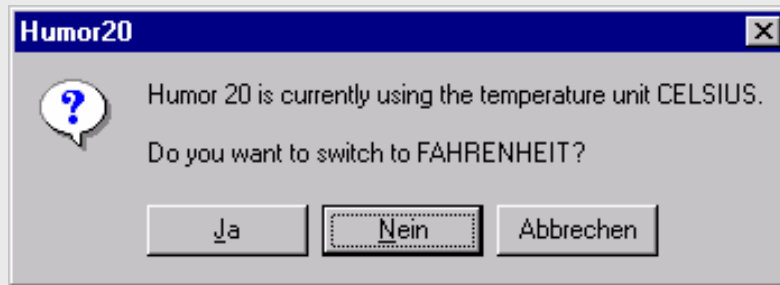 Humor20
Humor 20 is currently using the temperature unit CELSIUS.
Do you want to switch to FAHRENHEIT?
Ja Nein Abbrechen